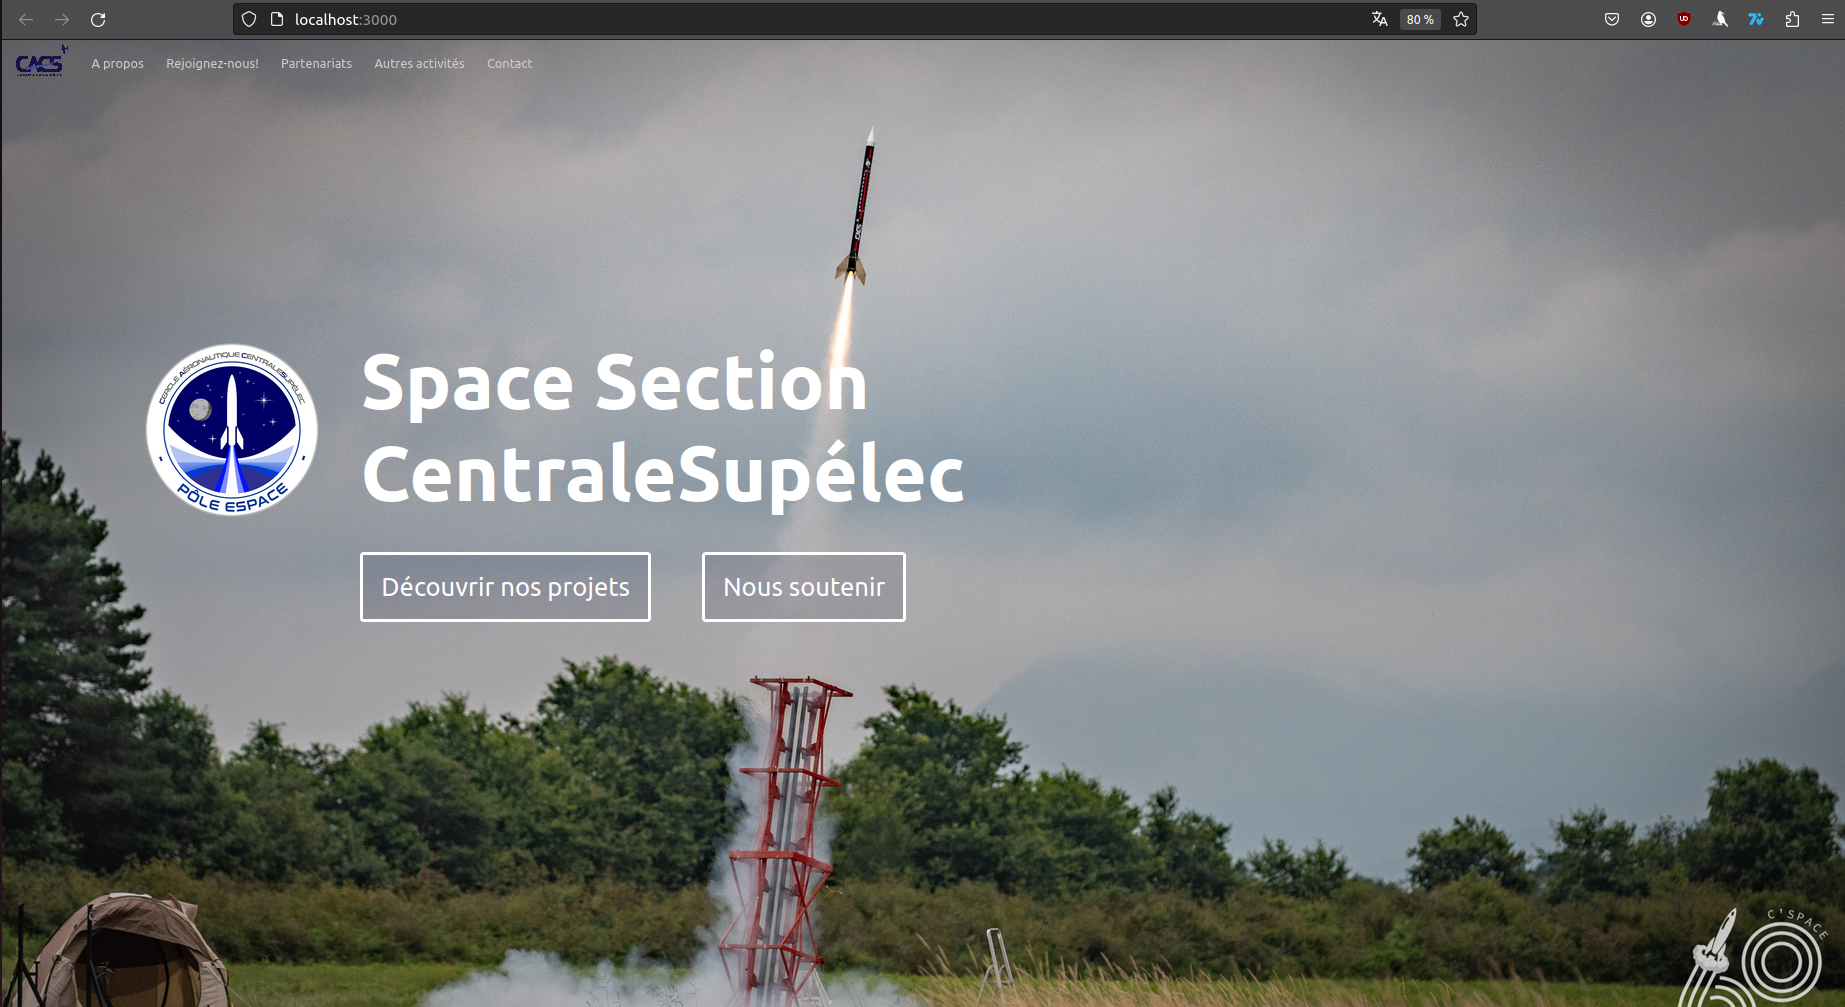 localhost:3000
80 %
CACS
A propos
Rejoignez-nous!
Partenariats
Autres activités
Contact
CACS
CERCLE AÉRONAUTIQUE CENTRALESUPÉLEC
PÔLE ESPACE
Space Section
CentraleSupélec
Découvrir nos projets
Nous soutenir
C'SPACE